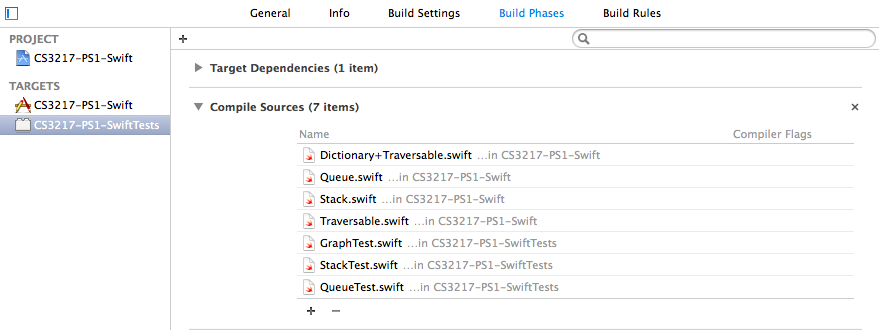 General Info Build Settings Build Phases Build Rules
PROJECT
CS3217-PS1-Swift
TARGETS
CS3217-PS1-Swift
CS3217-PS1-SwiftTests
Target Dependencies (1 item)
Compile Sources (7 items)
Name Compiler Flags
Dictionary+Traversable.swift ...in CS3217-PS1-Swift
Queue.swift ...in CS3217-PS1-Swift
Stack.swift ...in CS3217-PS1-Swift
Traversable.swift ...in CS3217-PS1-Swift
GraphTest.swift ...in CS3217-PS1-SwiftTests
StackTest.swift ...in CS3217-PS1-SwiftTests
QueueTest.swift ...in CS3217-PS1-SwiftTests